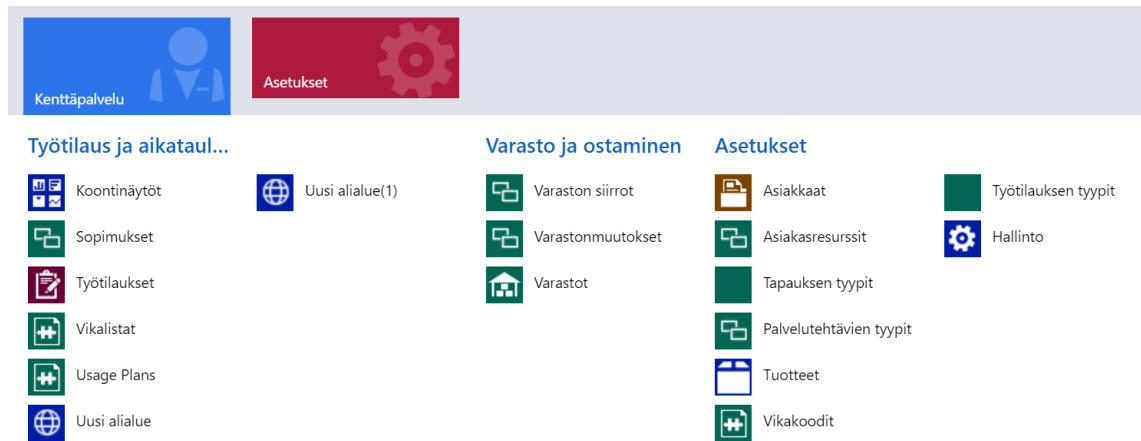 Kenttäpalvelu
Asetukset
Työtilaus ja aikataul...
Koontinäytöt
Sopimukset
Työtilaukset
Vikalistat
Usage Plans
Uusi alialue
Uusi alialue(1)
Varasto ja ostaminen
Varaston siirrot
Varastonmuutokset
Varastot
Asetukset
Asiakkaat
Asiakasresurssit
Tapauksen tyypit
Palvelutehtävien tyypit
Tuotteet
Vikakoodit
Työtilauksen tyypit
Hallinto